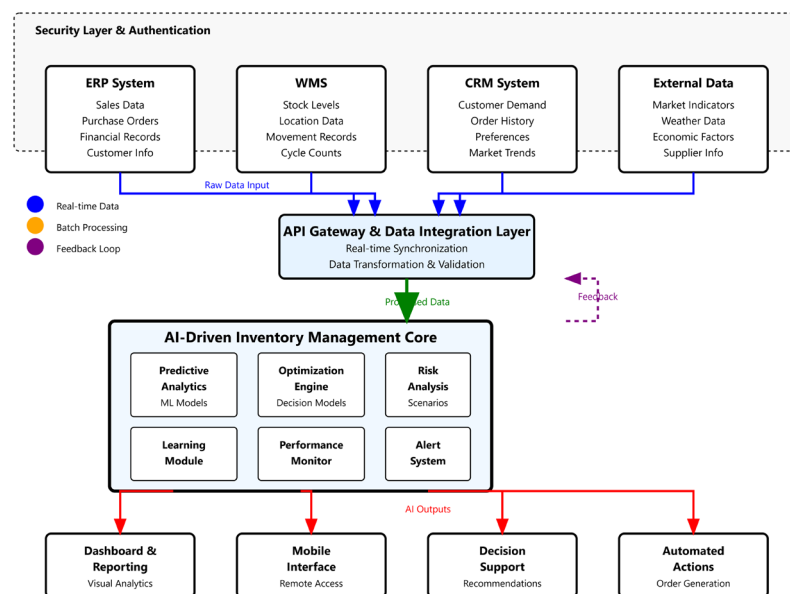 Security Layer & Authentication
ERP System
Sales Data
Purchase Orders
Financial Records
Customer Info
WMS
Stock Levels
Location Data
Movement Records
Cycle Counts
CRM System
Customer Demand
Order History
Preferences
Market Trends
External Data
Market Indicators
Weather Data
Economic Factors
Supplier Info
Raw Data Input
Real-time Data
Batch Processing
Feedback Loop
API Gateway & Data Integration Layer
Real-time Synchronization
Data Transformation & Validation
Feedback
Data
AI-Driven Inventory Management Core
Predictive
Analytics
ML Models
Optimization
Engine
Decision Models
Risk
Analysis
Scenarios
Learning
Module
Performance
Monitor
Alert
System
AI Outputs
Dashboard &
Reporting
Visual Analytics
Mobile
Interface
Remote Access
Decision
Support
Recommendations
Automated
Actions
Order Generation